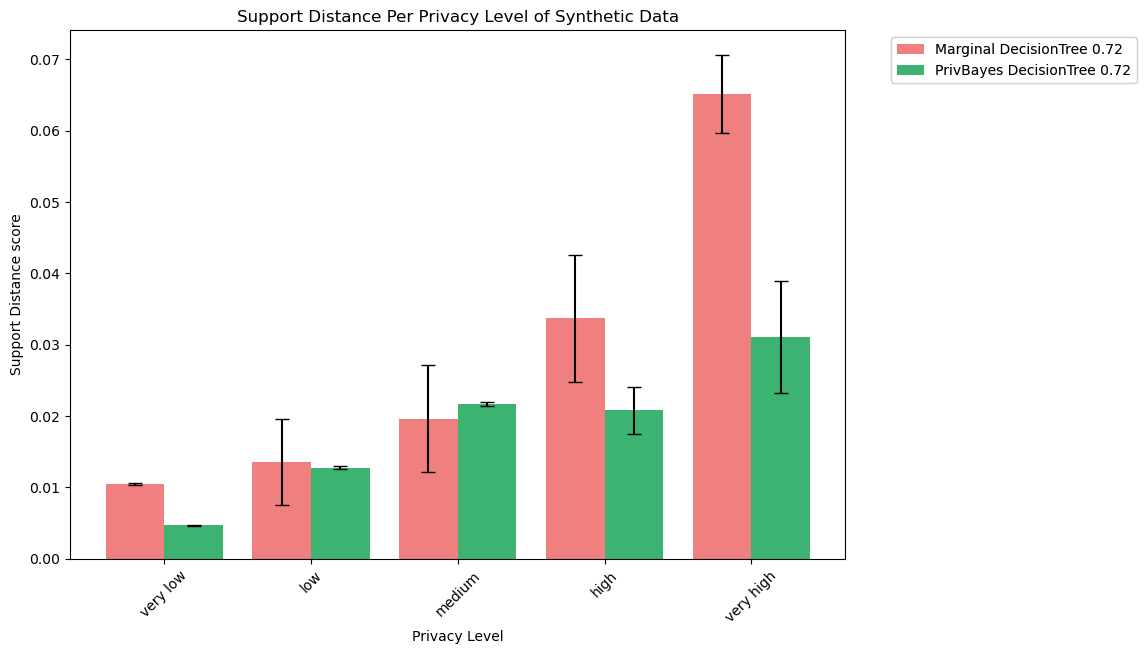 Support Distance Per Privacy Level of Synthetic Data
Marginal DecisionTree 0.72
PrivBayes DecisionTree 0.72
Support Distance score
0.07
0.06
0.05
0.04
0.03
0.02
0.01
0.00
very low
low
medium
high
very high
Privacy Level